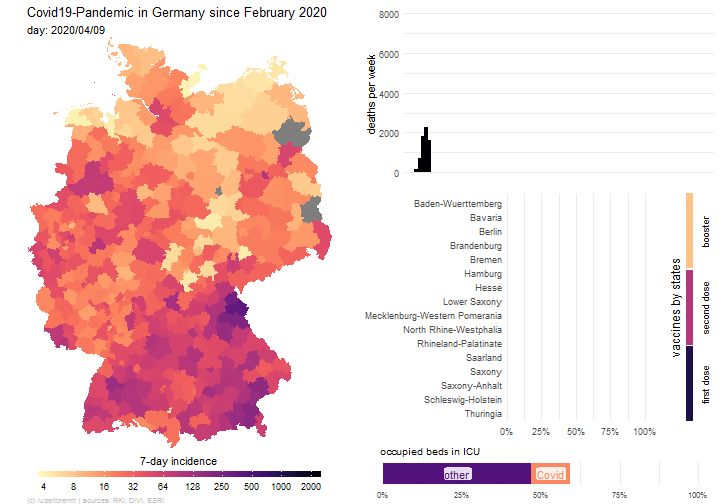 Covid19-Pandemic in Germany since February 2020
day: 2020/04/09
7-day incidence
4 8 16 32 64 125 250 500 1000 2000
(c) /u/zeitbrennt | sources: RKI, DIVI, ESRI
deaths per week
8000
6000
4000
2000
0
Baden-Wuerttemberg
Bavaria
Berlin
Brandenburg
Bremen
Hamburg
Hesse
Lower Saxony
Mecklenburg-Western Pomerania
North Rhine-Westphalia
Rhineland-Palatinate
Saarland
Saxony
Saxony-Anhalt
Schleswig-Holstein
Thuringia
0% 25% 50% 75% 100%
vaccines by states
booster
second dose
first dose
occupied beds in ICU
other
Covid
0% 25% 50% 75% 100%